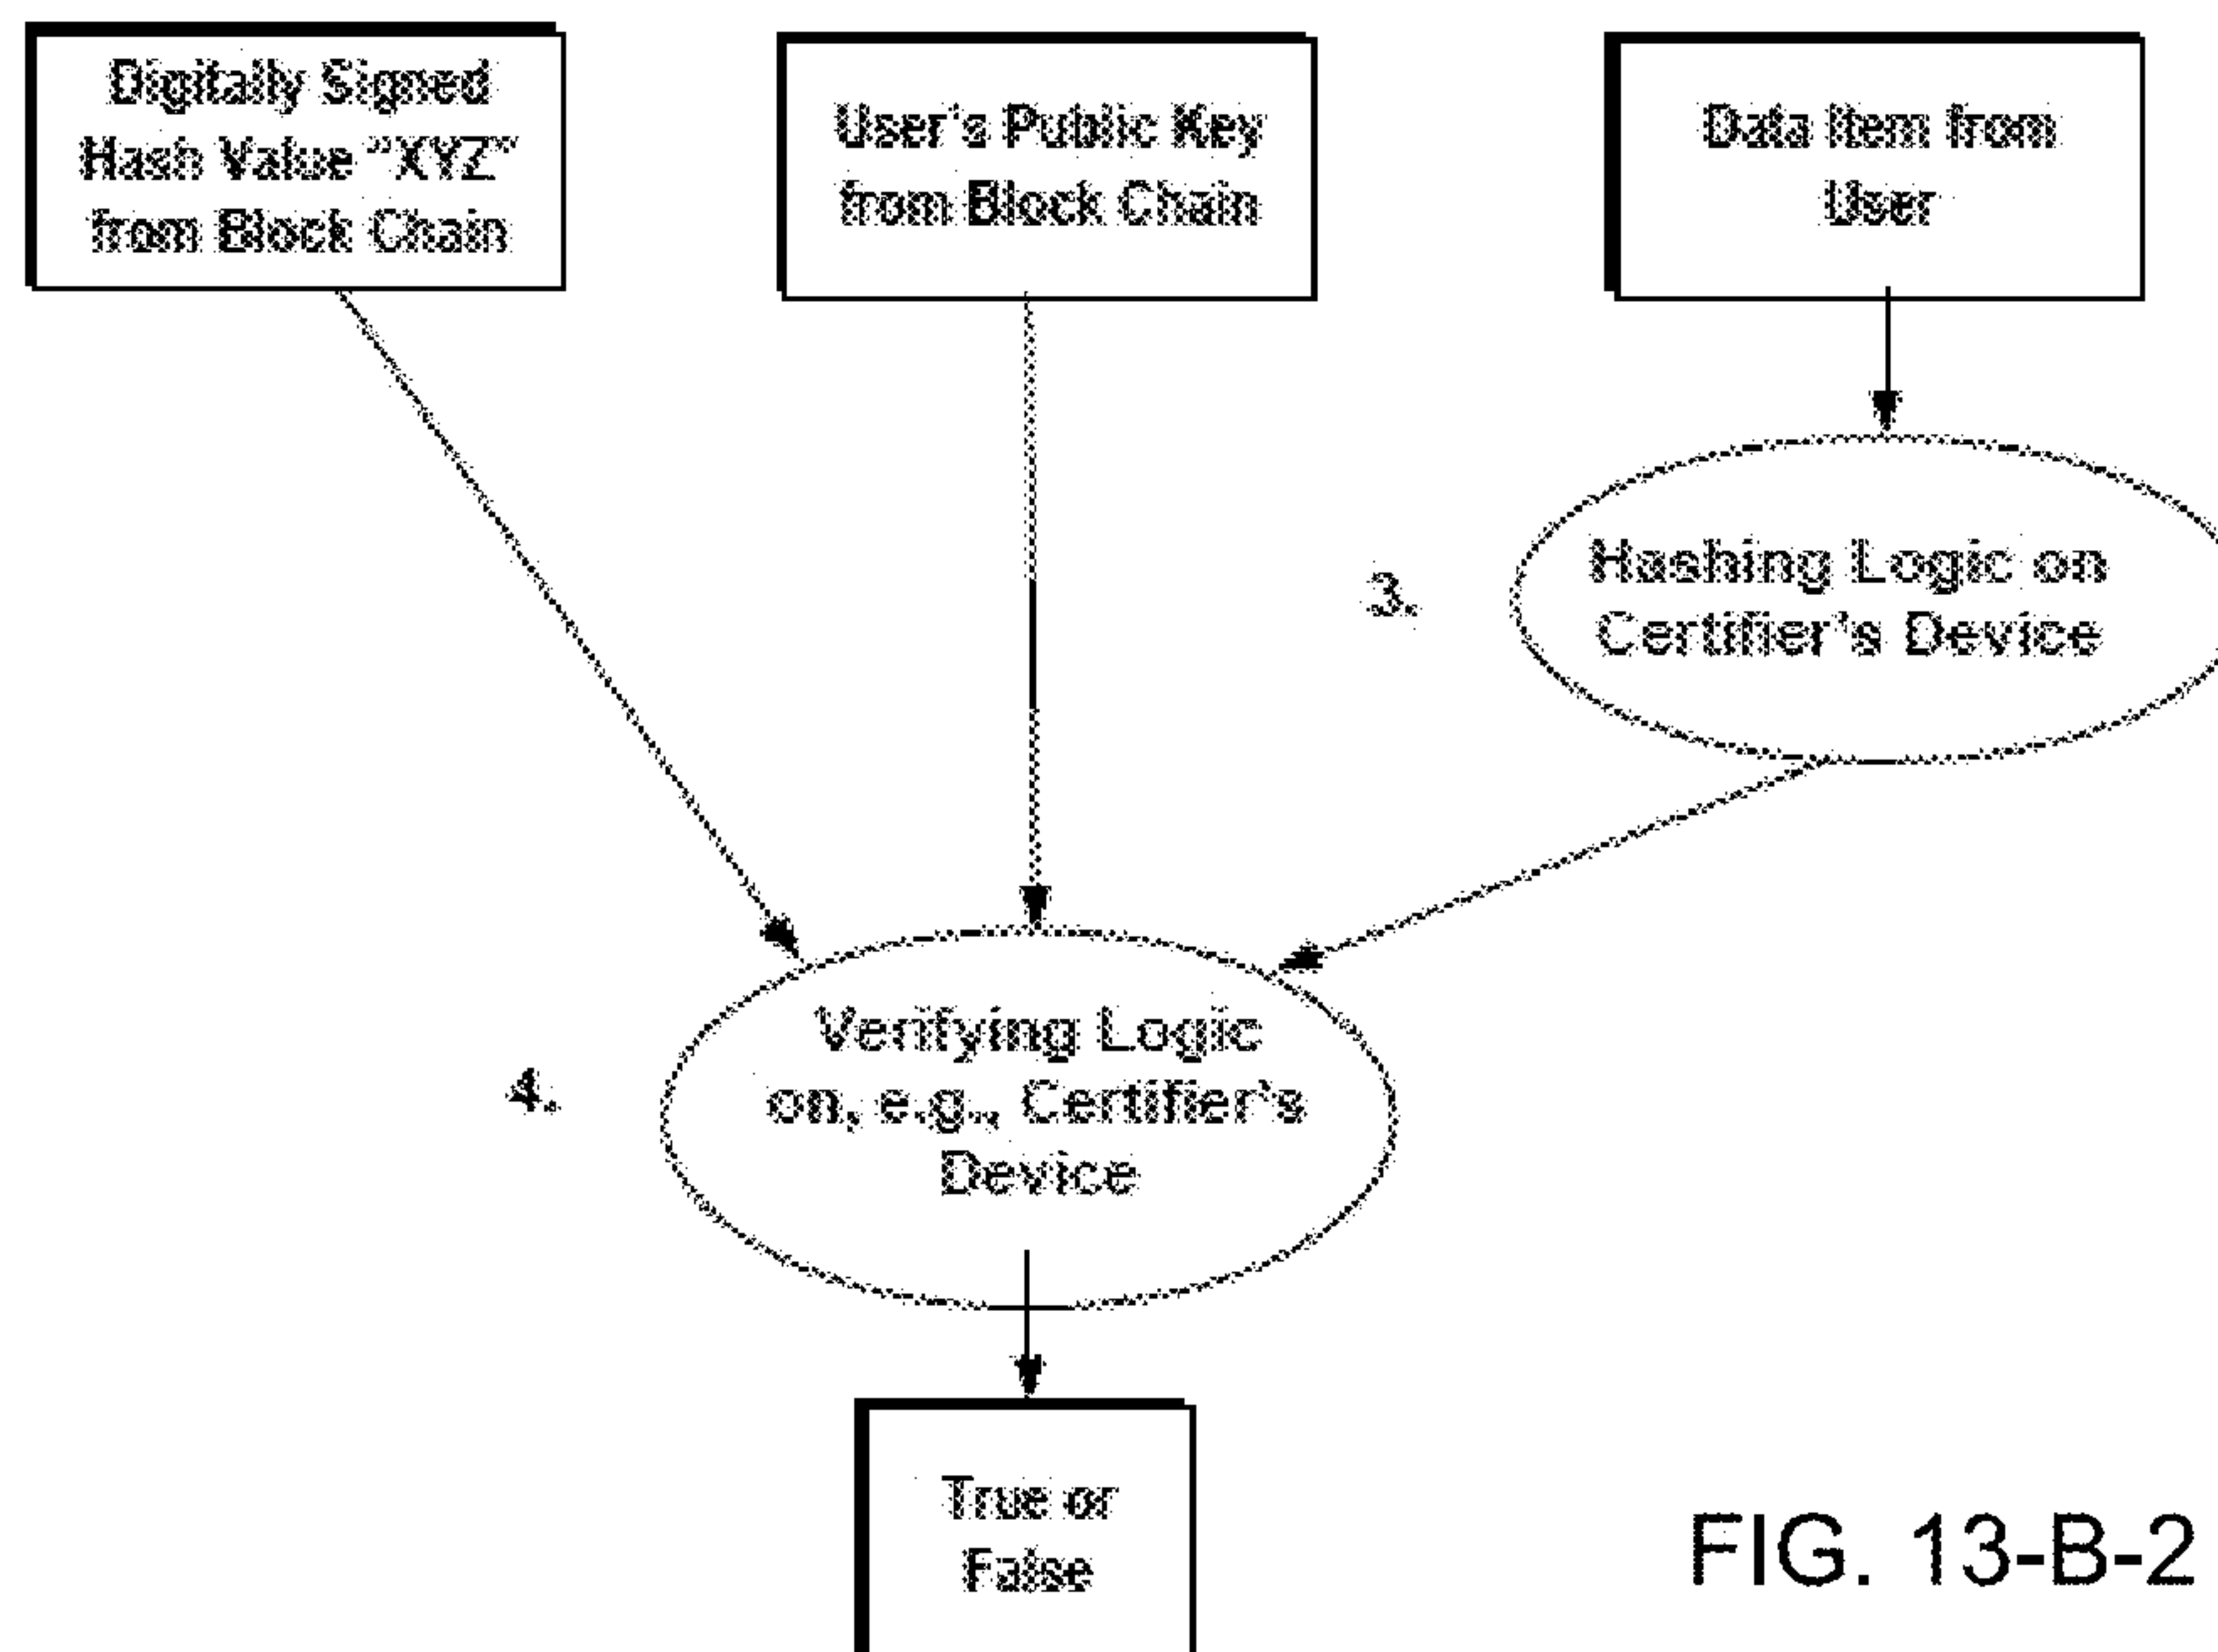 Digitally Signed
Hash Value "XYZ"
from Block Chain
User's Public Key
from Block Chain
Data Item from
User
3.
Hashing Logic on
Certifier's Device
4.
Verifying Logic
on, e.g., Certifier's
Device
True or
False
FIG. 13-B-2